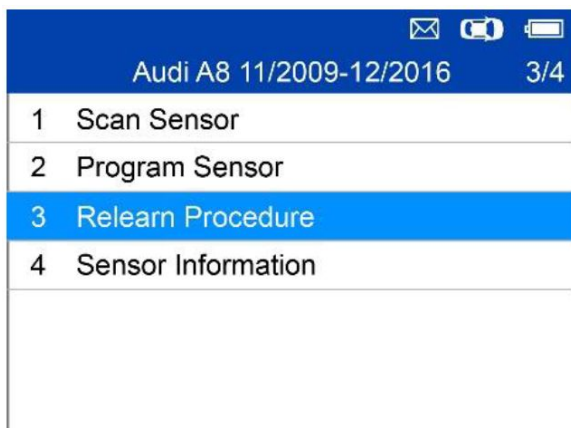 Audi A8 11/2009-12/2016 3/4
1 Scan Sensor
2 Program Sensor
3 Relearn Procedure
4 Sensor Information